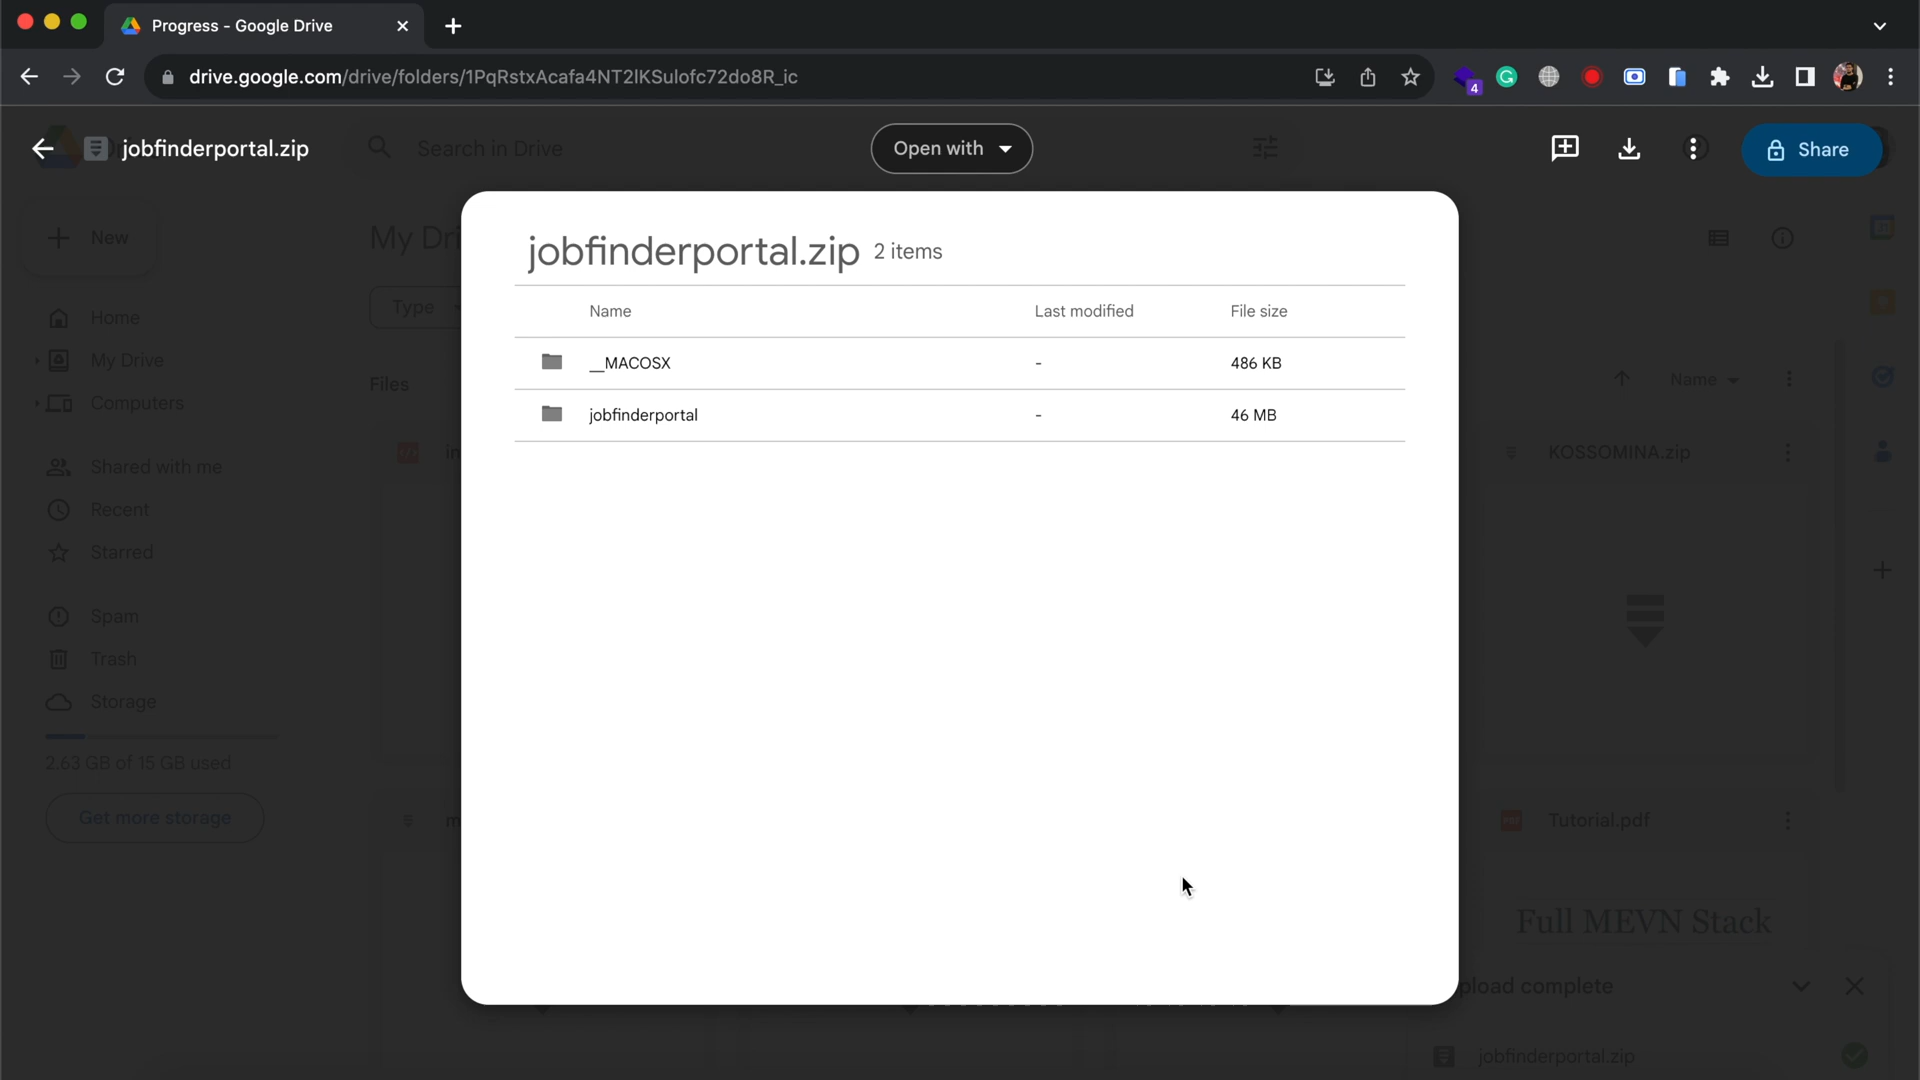 Progress - Google Drive
drive.google.com/drive/folders/1PqRstxAcafa4NT2lKSulofc72do8R_ic
4
jobfinderportal.zip
Search in Drive
Open with
Share
New
My Dri
jobfinderportal.zip 2 items
Type
Name Last modified File size
Home
My Drive
__MACOSX - 486 KB
Files
Name
Computers
jobfinderportal - 46 MB
In
KOSSOMINA.zip
Shared with me
Recent
Starred
Spam
Trash
Storage
2.63 GB of 15 GB used
Get more storage
m
Tutorial.pdf
Full MEVN Stack
pload complete
jobfinderportal.zip